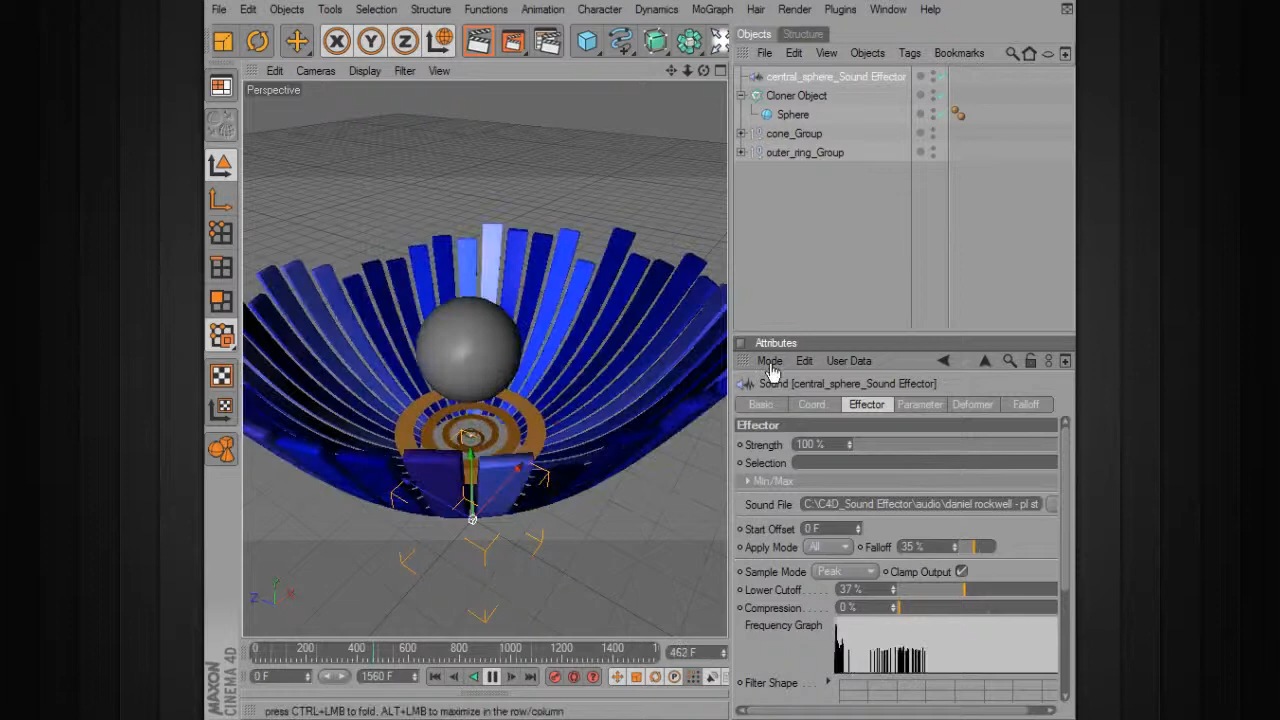 File Edit Objects Tools Selection Structure Functions Animation Character Dynamics MoGraph Hair Render Plugins Window Help
X Y Z
Objects Structure
File Edit View Objects Tags Bookmarks
Edit Cameras Display Filter View
Perspective
central_sphere_Sound Effector
Cloner Object
Sphere
cone_Group
outer_ring_Group
Attributes
Mode Edit User Data
Sound [central_sphere_Sound Effector]
Basic Coord. Effector Parameter Deformer Falloff
Effector
Strength 100 %
Selection
Min/Max
Sound File C:\C4D_Sound Effector\audio\daniel rockwell - pl st
Start Offset 0 F
Apply Mode All Falloff 35 %
Sample Mode Peak Clamp Output
Lower Cutoff 37 %
Compression 0 %
Frequency Graph
Filter Shape
Y
Z X
0 200 400 600 800 1000 1200 1400 1 462 F
0 F 1560 F
MAXON
CINEMA 4D
press CTRL+LMB to fold, ALT+LMB to maximize in the row/column